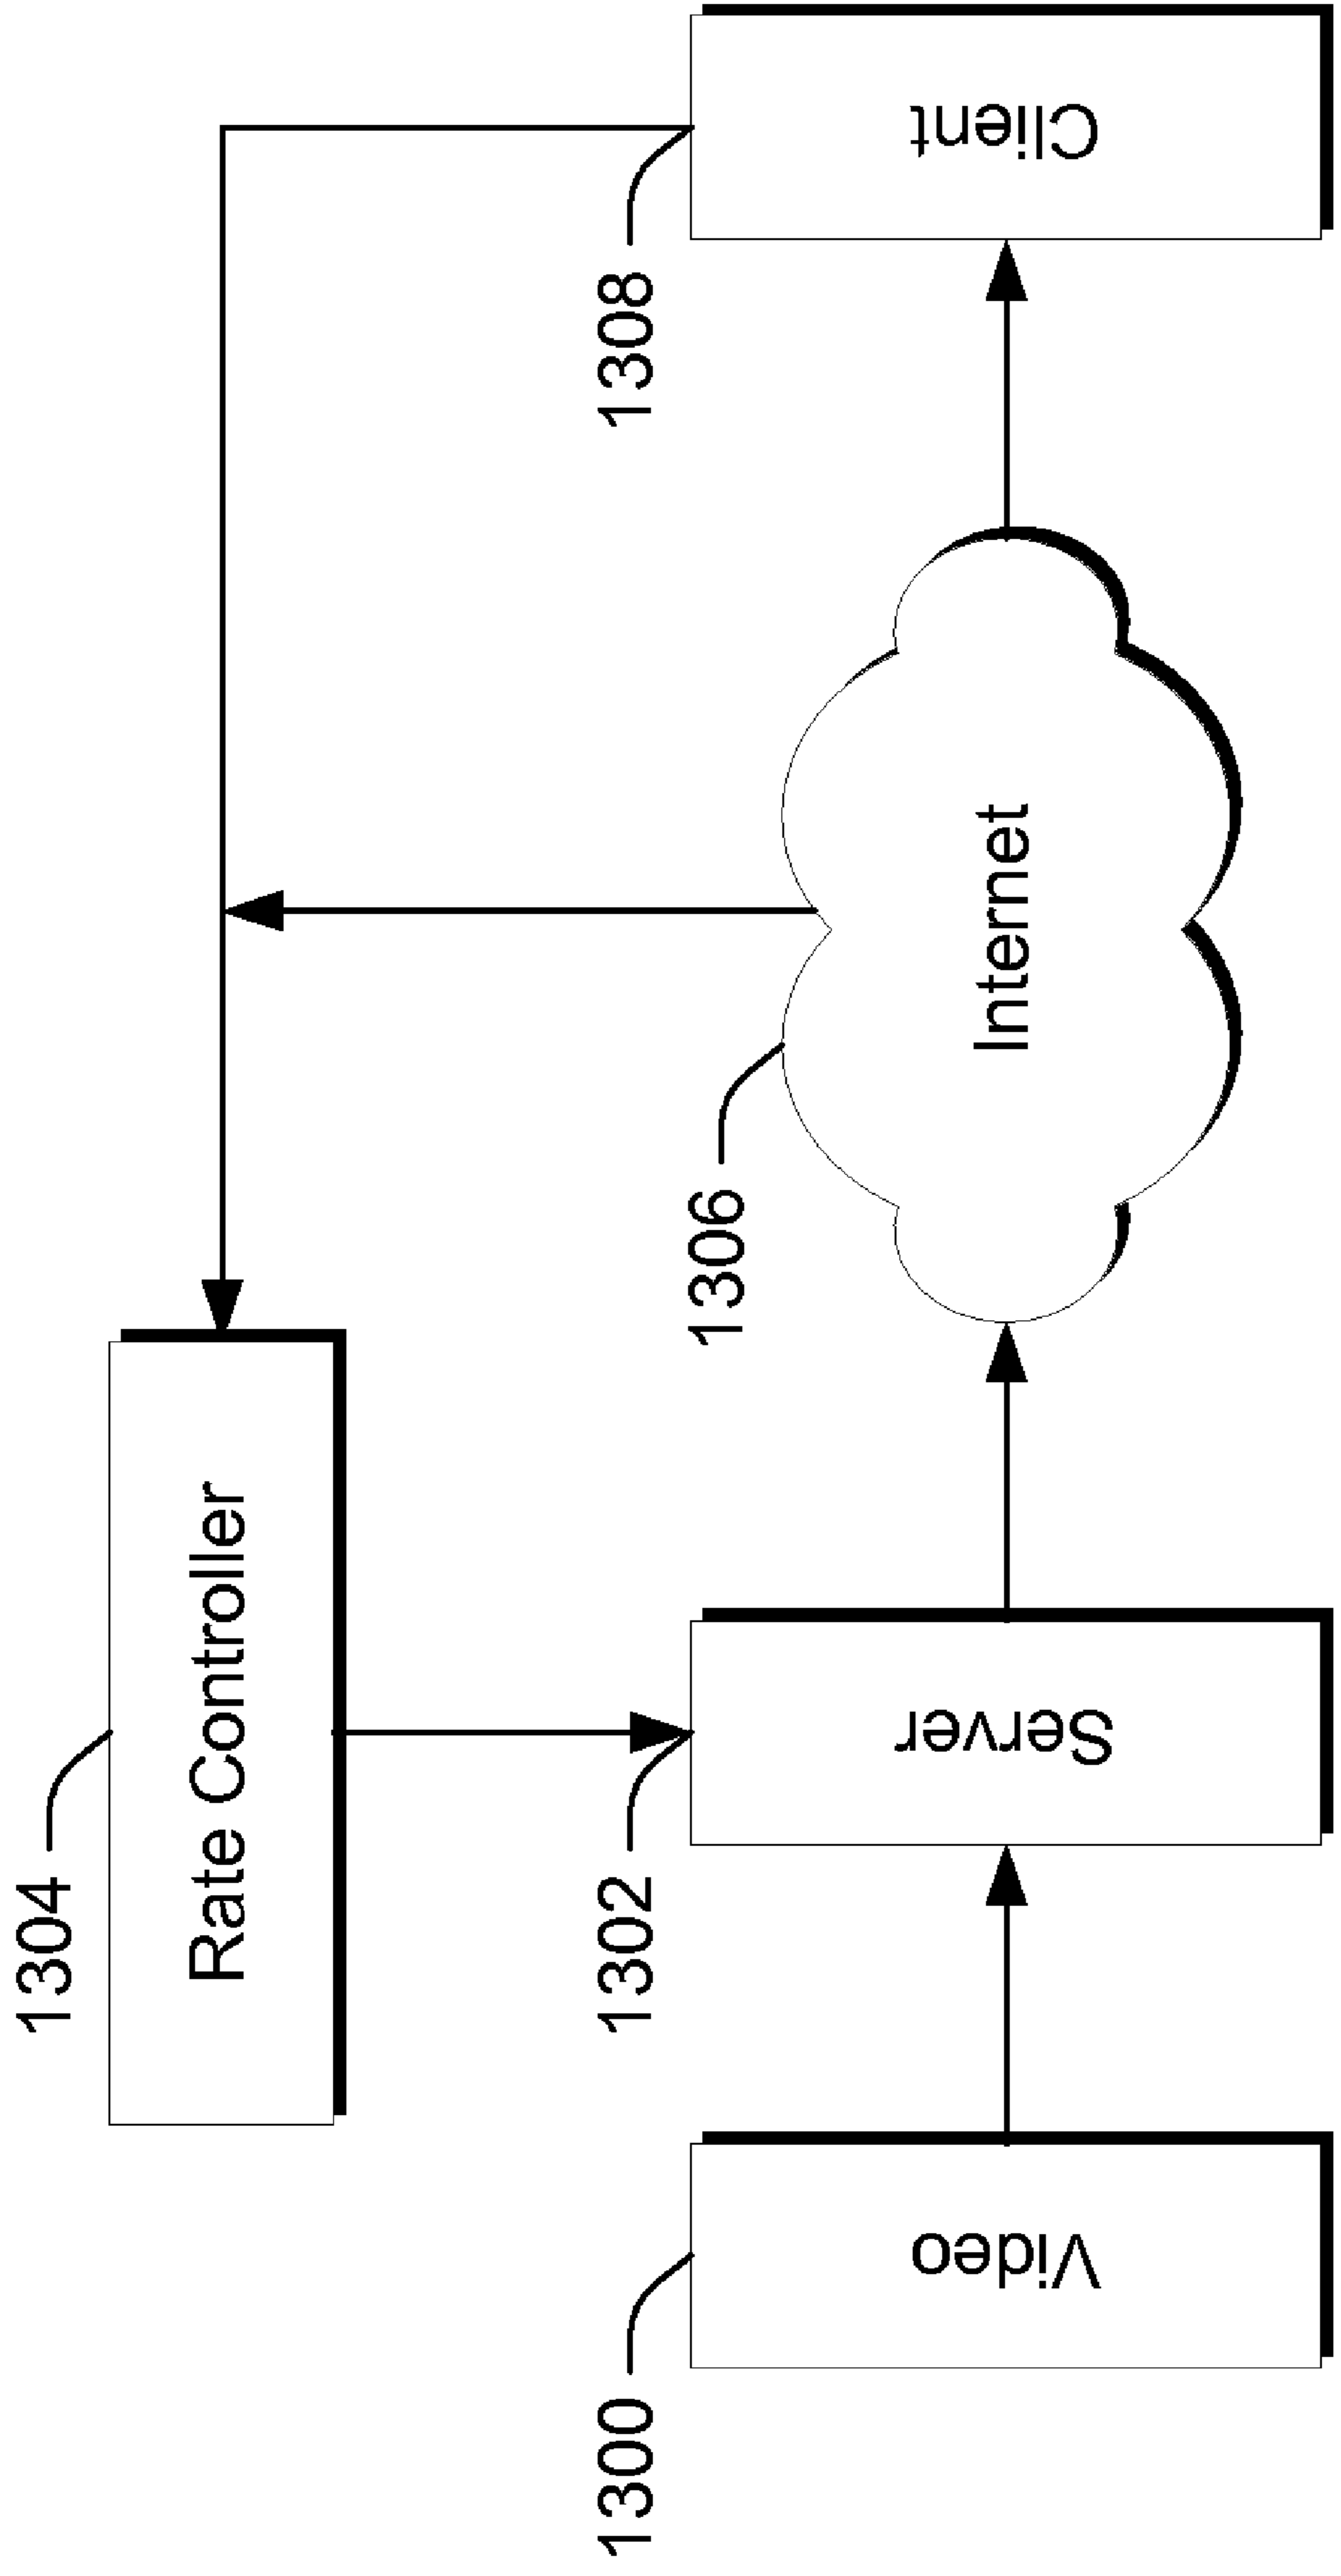 1304
Rate Controller
1300
Video
1302
Server
1306
Internet
1308
Client